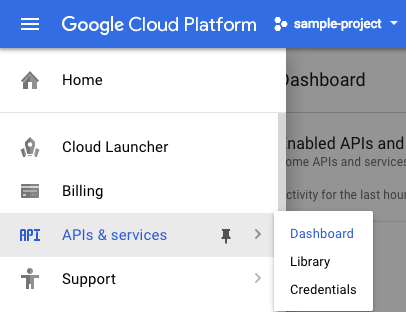 Google Cloud Platform
sample-project
Home
Dashboard
Cloud Launcher
Enabled APIs and
ome APIs and services
Billing
ctivity for the last hour
API
APIs & services
Dashboard
Library
Credentials
Support